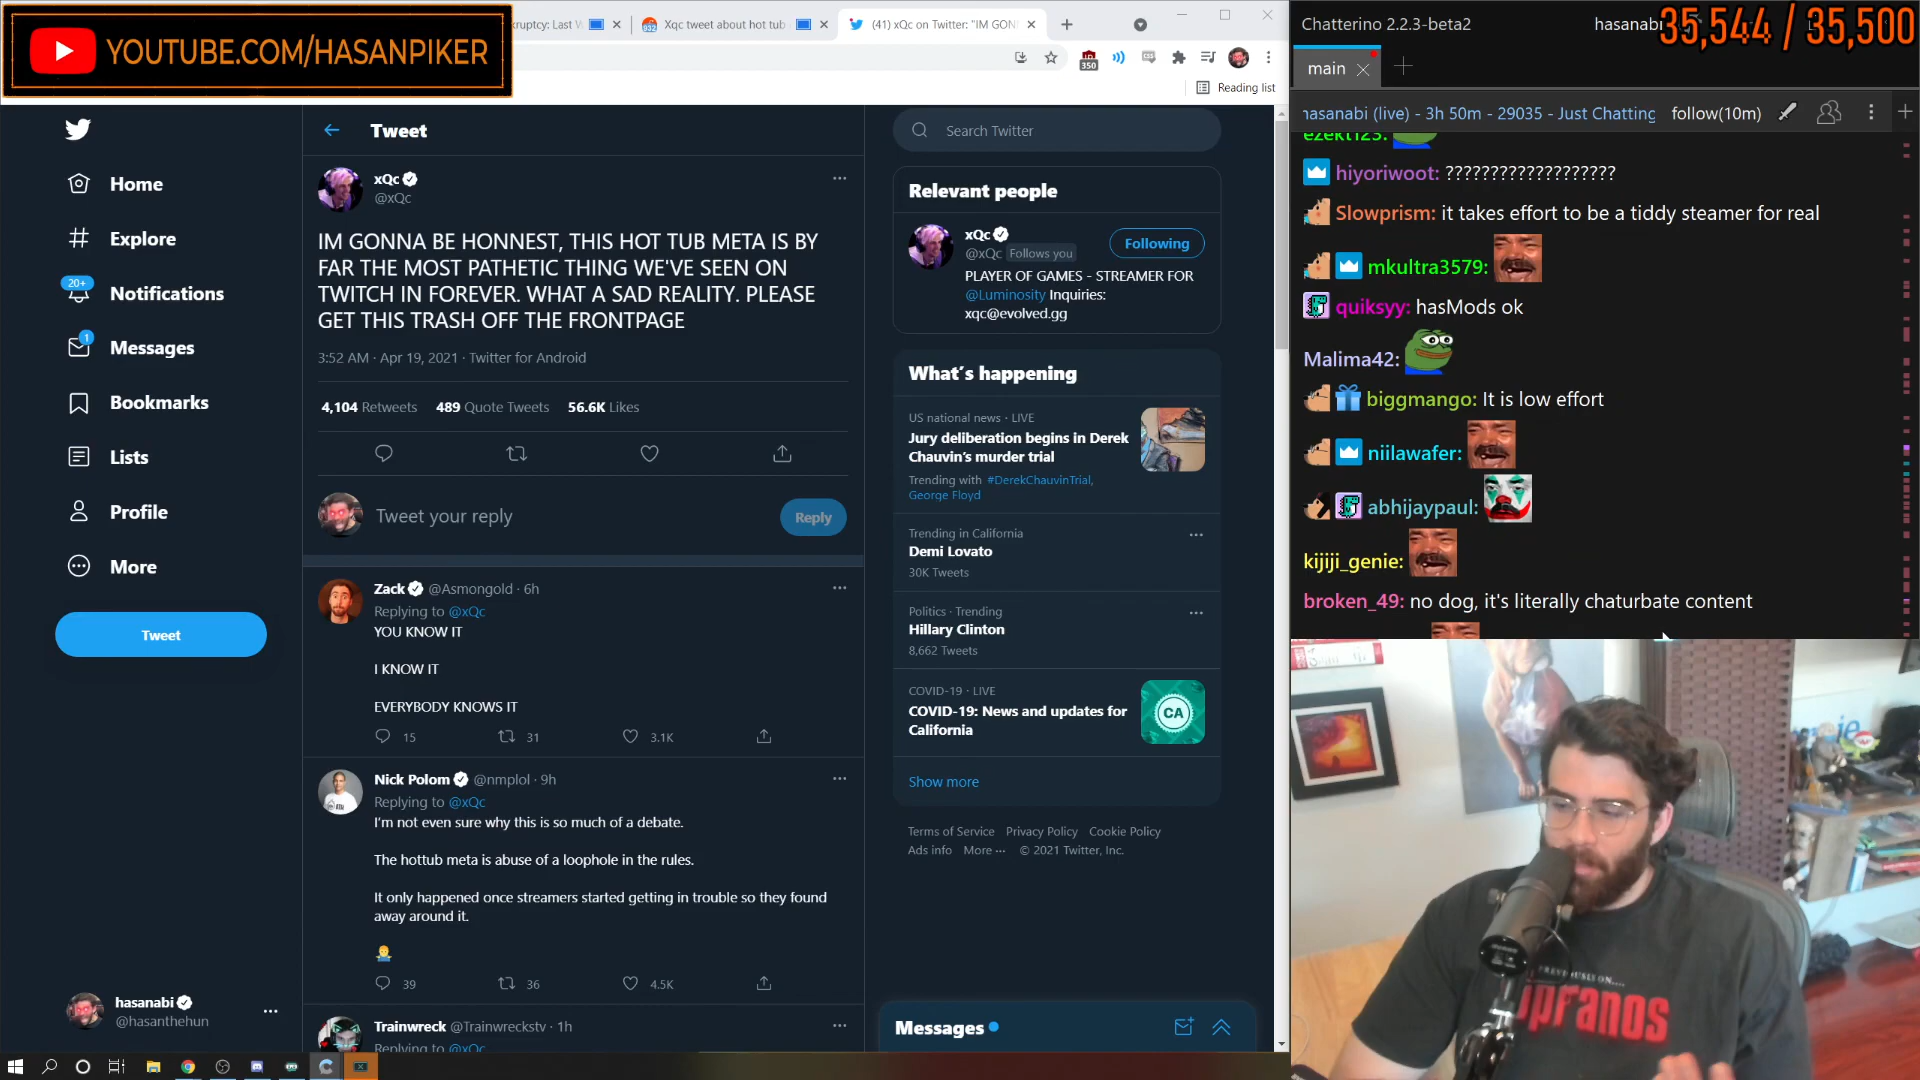 YOUTUBE.COM/HASANPIKER
kruptcy: Last W
Xqc tweet about hot tub
(41) xQc on Twitter: "IM GON
350
Reading list
Home
Explore
20+
Notifications
1
Messages
Bookmarks
Lists
Profile
More
Tweet
hasanabi
@hasanthehun
Tweet
xQc
@xQc
IM GONNA BE HONNEST, THIS HOT TUB META IS BY
FAR THE MOST PATHETIC THING WE'VE SEEN ON
TWITCH IN FOREVER. WHAT A SAD REALITY. PLEASE
GET THIS TRASH OFF THE FRONTPAGE
3:52 AM · Apr 19, 2021 · Twitter for Android
4,104 Retweets 489 Quote Tweets 56.6K Likes
Tweet your reply
Reply
Zack @Asmongold · 6h
Replying to @xQc
YOU KNOW IT
I KNOW IT
EVERYBODY KNOWS IT
15 31 3.1K
Nick Polom @nmplol · 9h
Replying to @xQc
I'm not even sure why this is so much of a debate.
The hottub meta is abuse of a loophole in the rules.
It only happened once streamers started getting in trouble so they found
away around it.
39 36 4.5K
Trainwreck @Trainwreckstv · 1h
Replying to @xQc
Search Twitter
Relevant people
xQc
@xQc Follows you
Following
PLAYER OF GAMES - STREAMER FOR
@Luminosity Inquiries:
xqc@evolved.gg
What's happening
US national news · LIVE
Jury deliberation begins in Derek
Chauvin's murder trial
Trending with #DerekChauvinTrial,
George Floyd
Trending in California
Demi Lovato
30K Tweets
Politics · Trending
Hillary Clinton
8,662 Tweets
COVID-19 · LIVE
COVID-19: News and updates for
California
CA
Show more
Terms of Service Privacy Policy Cookie Policy
Ads info More ··· © 2021 Twitter, Inc.
Messages
Chatterino 2.2.3-beta2
hasanabi
35,544 / 35,500
main
hasanabi (live) - 3h 50m - 29035 - Just Chatting
follow(10m)
ezekt123:
hiyoriwoot: ???????????????????
Slowprism: it takes effort to be a tiddy steamer for real
mkultra3579:
quiksyy: hasMods ok
Malima42:
biggmango: It is low effort
niilawafer:
abhijaypaul:
kijiji_genie:
broken_49: no dog, it's literally chaturbate content
PREVIOUSLY ON....
Sopranos